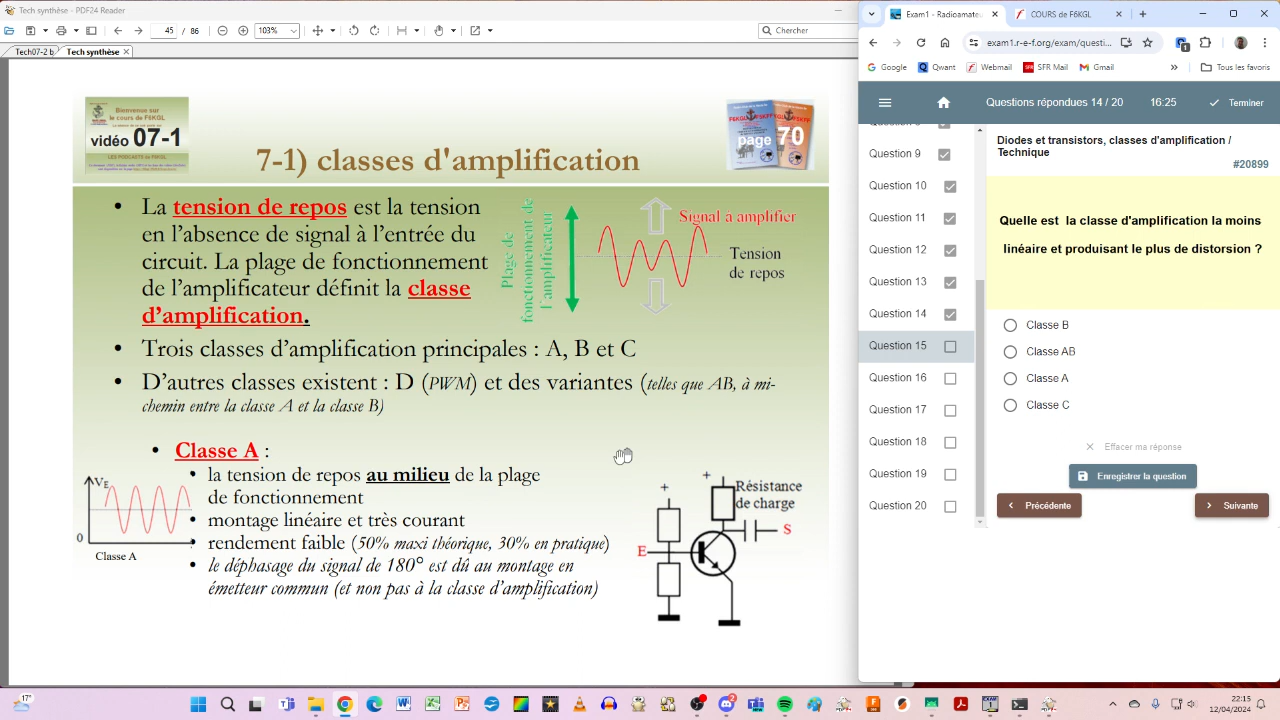 Tech synthèse - PDF24 Reader
45 / 86
103%
Chercher
Tech07-2 b
Tech synthèse
Bienvenue sur
le cours de F6KGL
vidéo 07-1
LES PODCASTS de F6KGL
7-1) classes d'amplification
page 70
• La tension de repos est la tension
en l'absence de signal à l'entrée du
circuit. La plage de fonctionnement
de l'amplificateur définit la classe
d'amplification.
Plage de
fonctionnement de
l'amplificateur
Signal à amplifier
Tension
de repos
• Trois classes d'amplification principales : A, B et C
• D'autres classes existent : D (PWM) et des variantes (telles que AB, à mi-
chemin entre la classe A et la classe B)
• Classe A :
• la tension de repos au milieu de la plage
de fonctionnement
• montage linéaire et très courant
• rendement faible (50% maxi théorique, 30% en pratique)
• le déphasage du signal de 180° est dû au montage en
émetteur commun (et non pas à la classe d'amplification)
VE
0
Classe A
+
+
Résistance
de charge
S
E
Exam1 - Radioamate
COURS de F6KGL
exam1.r-e-f.org/exam/questi...
Google
Qwant
Webmail
SFR Mail
Gmail
»
Tous les favoris
Questions répondues 14 / 20
16:25
Terminer
Question 9
Question 10
Question 11
Question 12
Question 13
Question 14
Question 15
Question 16
Question 17
Question 18
Question 19
Question 20
Diodes et transistors, classes d'amplification /
Technique
#20899
Quelle est la classe d'amplification la moins
linéaire et produisant le plus de distorsion ?
Classe B
Classe AB
Classe A
Classe C
Effacer ma réponse
Enregistrer la question
Précédente
Suivante
17°
22:15
12/04/2024